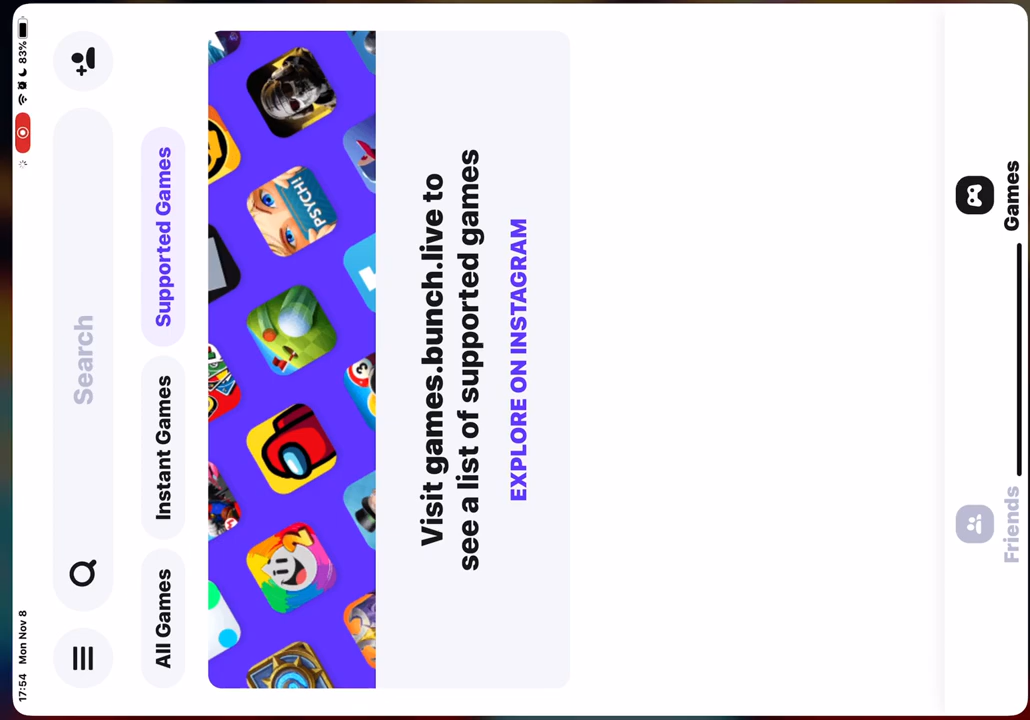 17:54 Mon Nov 8
83%
Search
All Games
Instant Games
Supported Games
PSYCH!
Visit games.bunch.live to
see a list of supported games
EXPLORE ON INSTAGRAM
Friends
Games